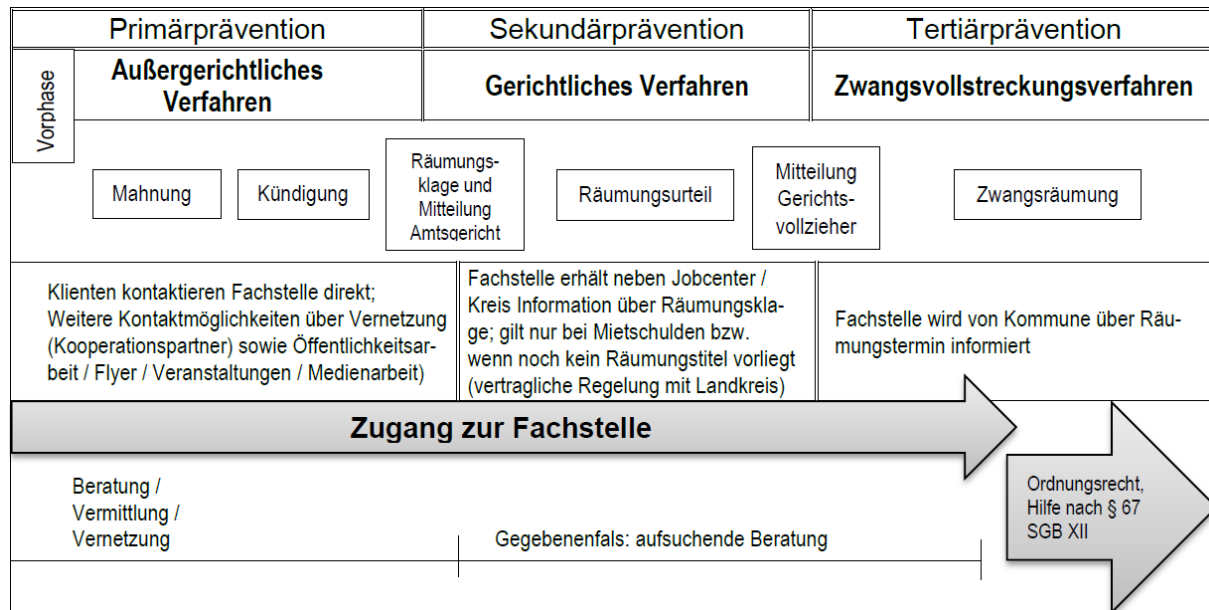 Primärprävention
Sekundärprävention
Tertiärprävention
Vorphase
Außergerichtliches
Verfahren
Gerichtliches Verfahren
Zwangsvollstreckungsverfahren
Mahnung
Kündigung
Räumungs-
klage und
Mitteilung
Amtsgericht
Räumungsurteil
Mitteilung
Gerichts-
vollzieher
Zwangsräumung
Klienten kontaktieren Fachstelle direkt;
Weitere Kontaktmöglichkeiten über Vernetzung
(Kooperationspartner) sowie Öffentlichkeitsar-
beit / Flyer / Veranstaltungen / Medienarbeit)
Fachstelle erhält neben Jobcenter /
Kreis Information über Räumungskla-
ge; gilt nur bei Mietschulden bzw.
wenn noch kein Räumungstitel vorliegt
(vertragliche Regelung mit Landkreis)
Fachstelle wird von Kommune über Räu-
mungstermin informiert
Zugang zur Fachstelle
Beratung /
Vermittlung /
Vernetzung
Gegebenenfals: aufsuchende Beratung
Ordnungsrecht,
Hilfe nach § 67
SGB XII